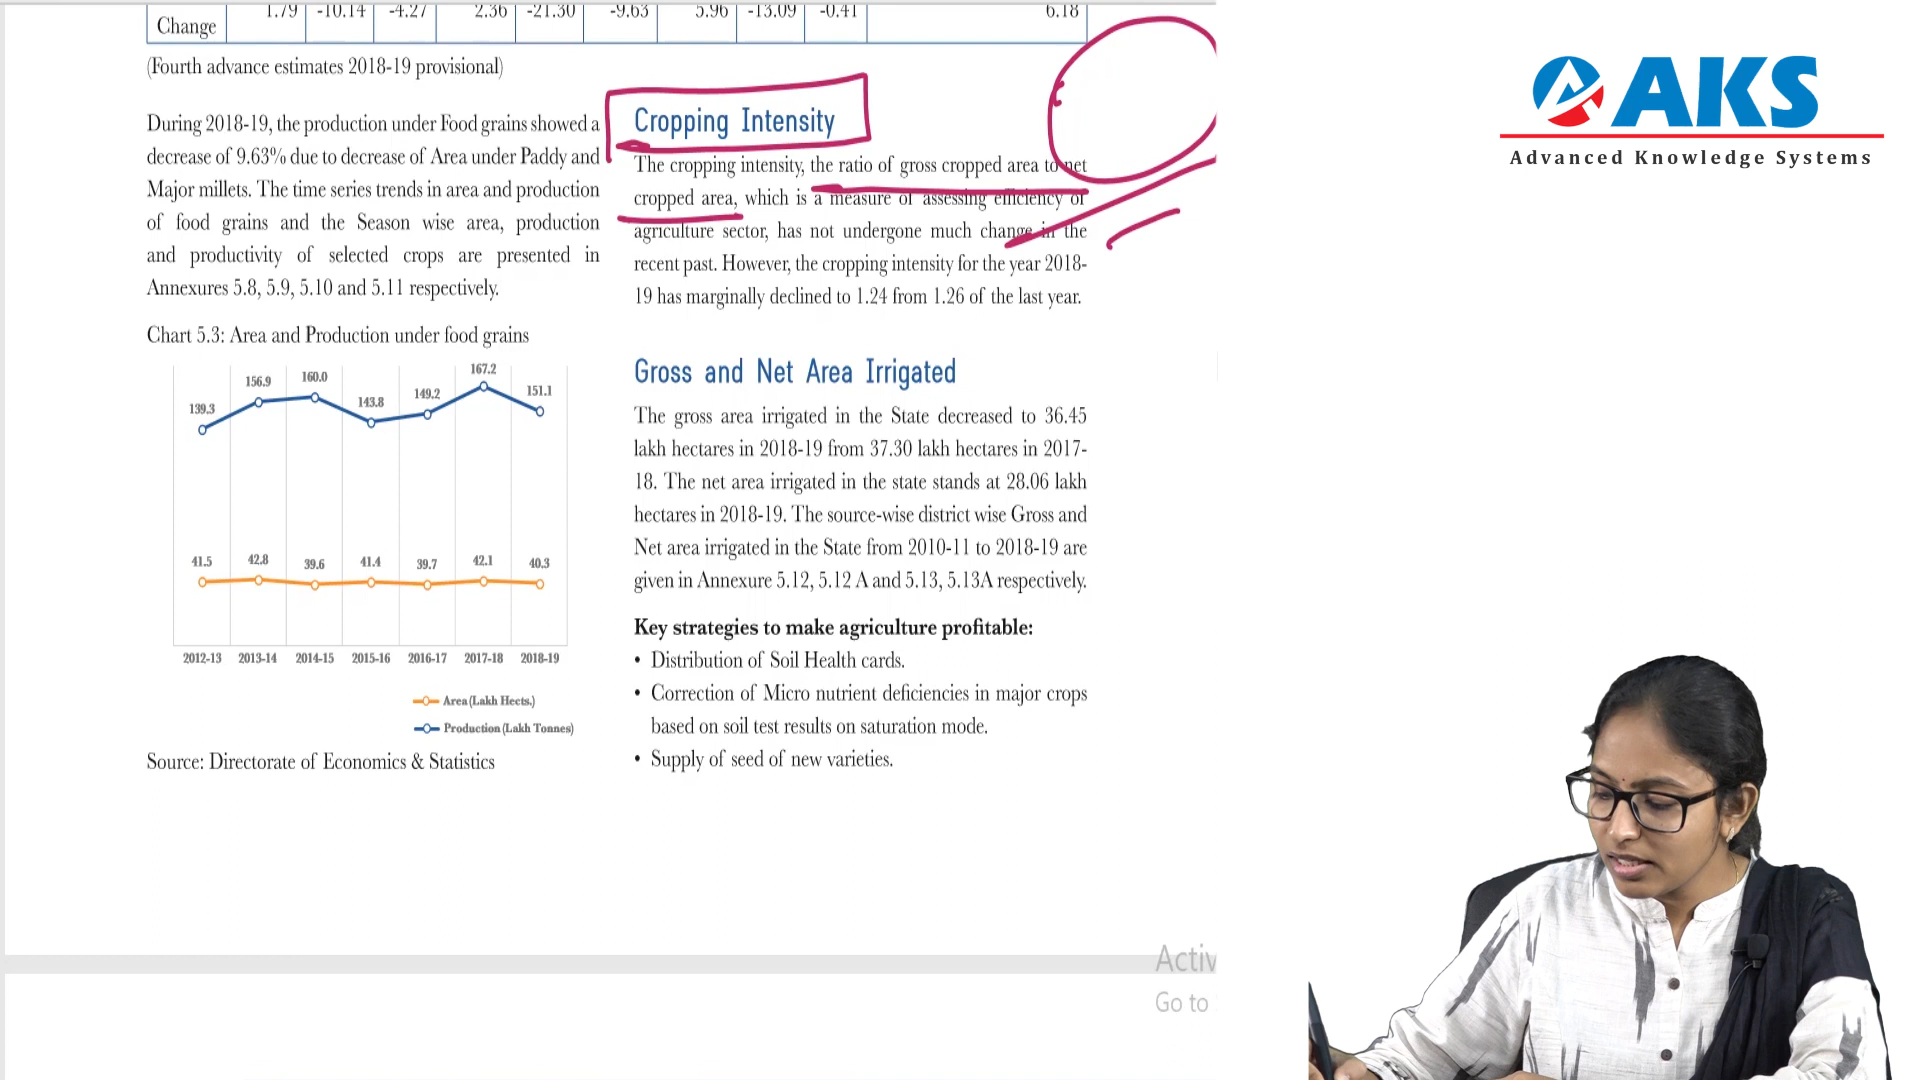 1.79 -10.14 -4.27 2.36 -21.30 -9.63 5.96 -13.09 -0.41 6.18
Change
(Fourth advance estimates 2018-19 provisional)
During 2018-19, the production under Food grains showed a
decrease of 9.63% due to decrease of Area under Paddy and
Major millets. The time series trends in area and production
of food grains and the Season wise area, production
and productivity of selected crops are presented in
Annexures 5.8, 5.9, 5.10 and 5.11 respectively.
Chart 5.3: Area and Production under food grains
139.3 156.9 160.0 143.8 149.2 167.2 151.1
41.5 42.8 39.6 41.4 39.7 42.1 40.3
2012-13 2013-14 2014-15 2015-16 2016-17 2017-18 2018-19
Area (Lakh Hects.)
Production (Lakh Tonnes)
Source: Directorate of Economics & Statistics
Cropping Intensity
The cropping intensity, the ratio of gross cropped area to net
cropped area, which is a measure of assessing efficiency of
agriculture sector, has not undergone much change in the
recent past. However, the cropping intensity for the year 2018-
19 has marginally declined to 1.24 from 1.26 of the last year.
Gross and Net Area Irrigated
The gross area irrigated in the State decreased to 36.45
lakh hectares in 2018-19 from 37.30 lakh hectares in 2017-
18. The net area irrigated in the state stands at 28.06 lakh
hectares in 2018-19. The source-wise district wise Gross and
Net area irrigated in the State from 2010-11 to 2018-19 are
given in Annexure 5.12, 5.12 A and 5.13, 5.13A respectively.
Key strategies to make agriculture profitable:
• Distribution of Soil Health cards.
• Correction of Micro nutrient deficiencies in major crops
based on soil test results on saturation mode.
• Supply of seed of new varieties.
Activ
Go to
AKS
Advanced Knowledge Systems